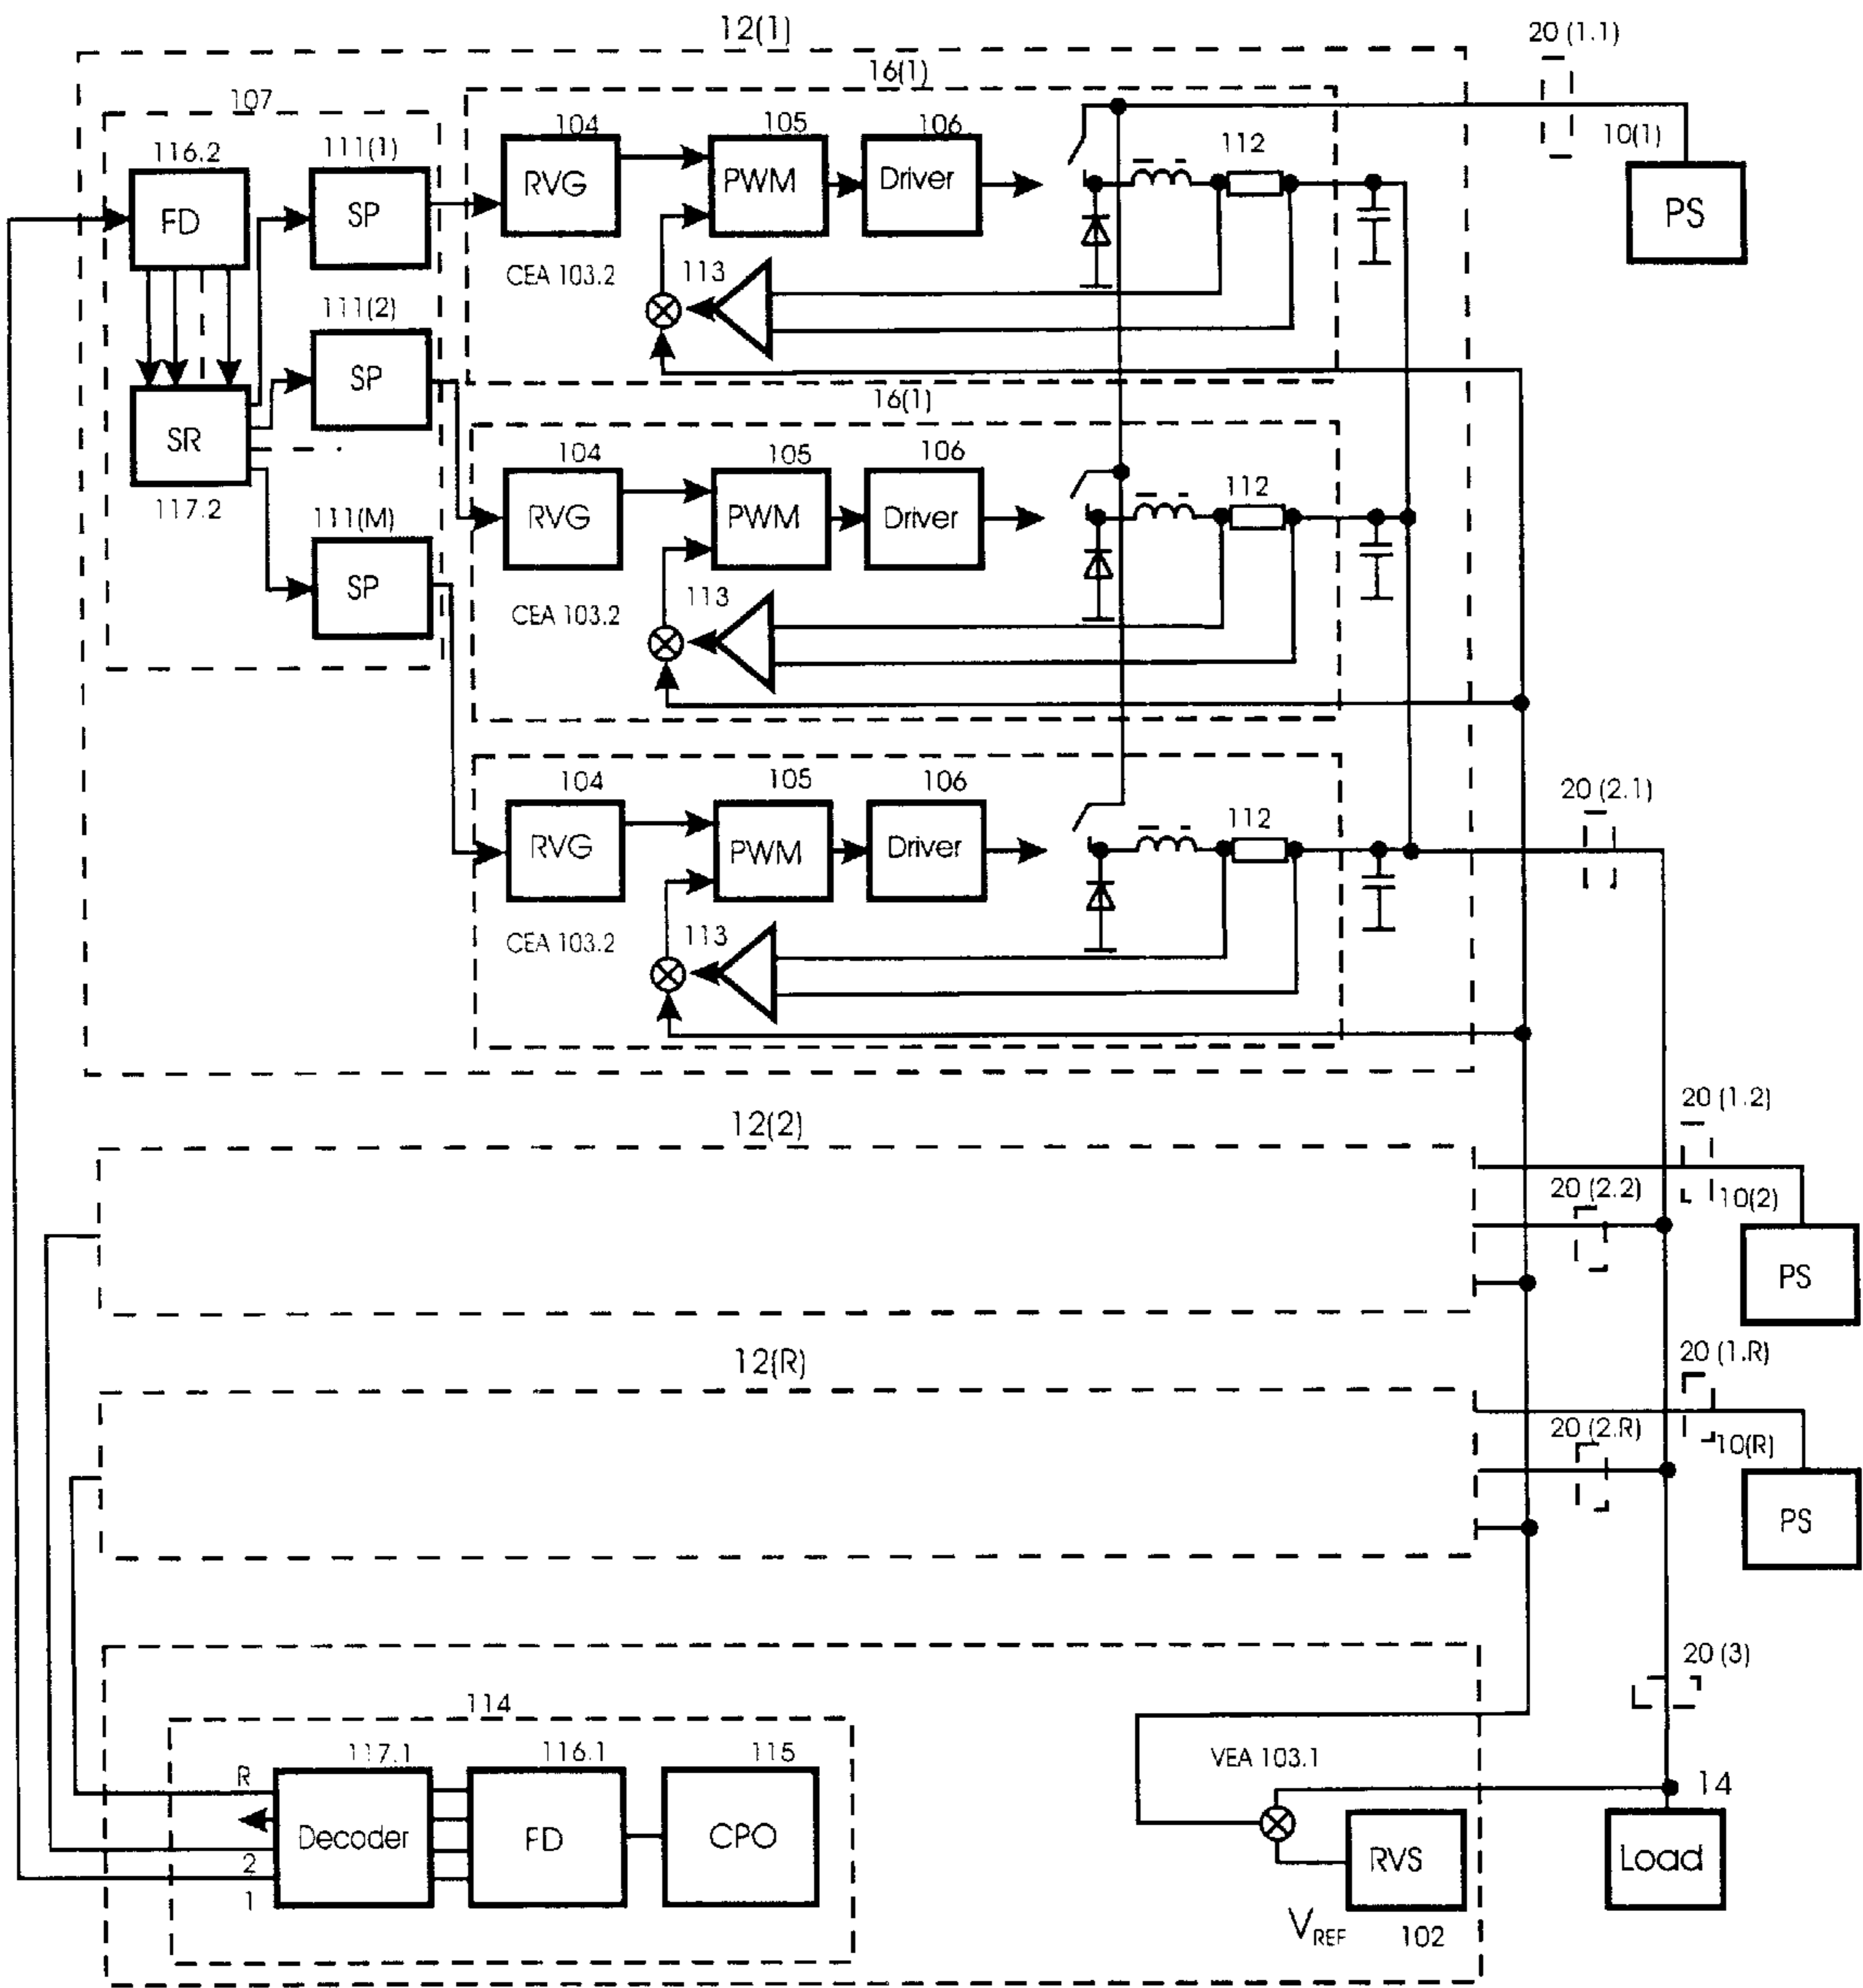 12(1)
20 (1.1)
16(1)
107
104
105
106
112
10(1)
116.2
111(1)
FD
SP
RVG
PWM
Driver
PS
CEA 103.2
113
111(2)
SP
16(1)
SR
117.2
104
105
106
112
111(M)
RVG
PWM
Driver
SP
CEA 103.2
113
104
105
106
112
20 (2.1)
RVG
PWM
Driver
CEA 103.2
113
12(2)
20 (1.2)
20 (2.2)
10(2)
PS
12(R)
20 (1.R)
20 (2.R)
10(R)
PS
20 (3)
114
117.1
116.1
115
VEA 103.1
R
14
Decoder
FD
CPO
RVS
Load
2
1
VREF
102